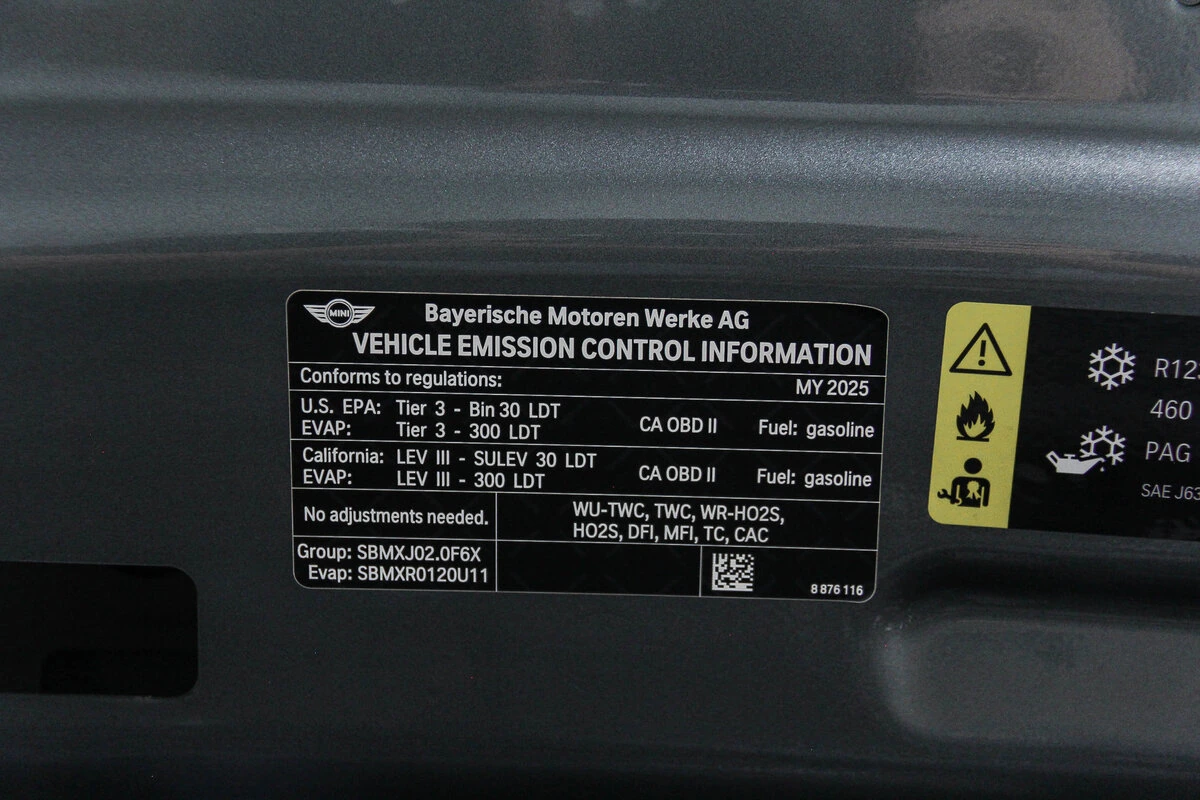 MINI
Bayerische Motoren Werke AG
VEHICLE EMISSION CONTROL INFORMATION
Conforms to regulations:
MY 2025
U.S. EPA: Tier 3 - Bin 30 LDT
EVAP: Tier 3 - 300 LDT
CA OBD II
Fuel: gasoline
California: LEV III - SULEV 30 LDT
EVAP: LEV III - 300 LDT
CA OBD II
Fuel: gasoline
No adjustments needed.
WU-TWC, TWC, WR-HO2S,
HO2S, DFI, MFI, TC, CAC
Group: SBMXJ02.0F6X
Evap: SBMXR0120U11
8 876 116
460
PAG
SAE